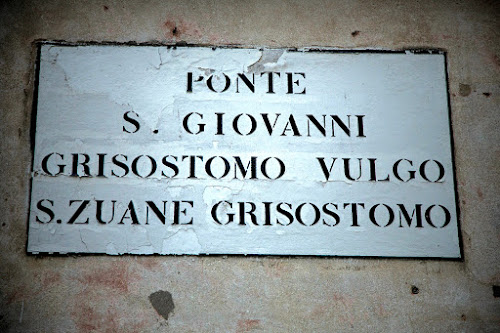 PONTE
S. GIOVANNI
GRISOSTOMO VULGO
S. ZUANE GRISOSTOMO